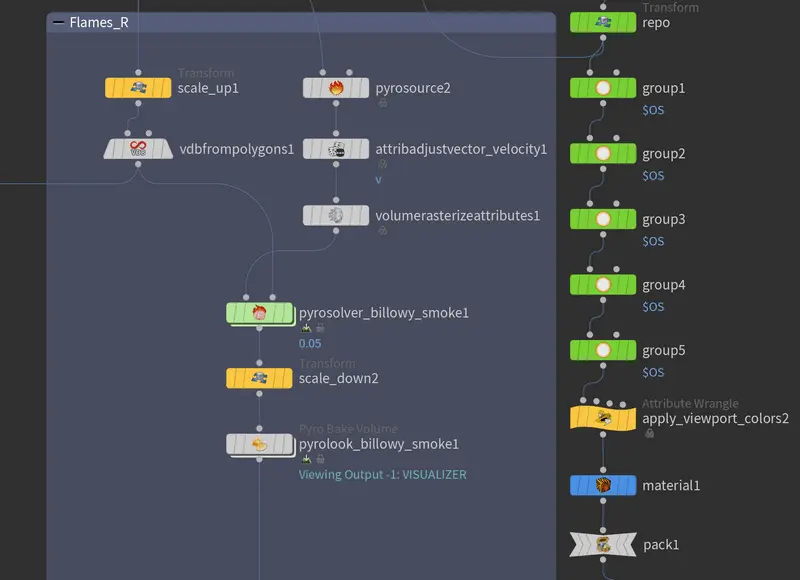 Flames_R
Transform
scale_up1
pyrosource2
vdbfrompolygons1
attribadjustvector_velocity1
v
volumerasterizeattributes1
pyrosolver_billowy_smoke1
0.05
Transform
scale_down2
Pyro Bake Volume
pyrolook_billowy_smoke1
Viewing Output -1: VISUALIZER
Transform
repo
group1
$OS
group2
$OS
group3
$OS
group4
$OS
group5
$OS
Attribute Wrangle
apply_viewport_colors2
material1
pack1